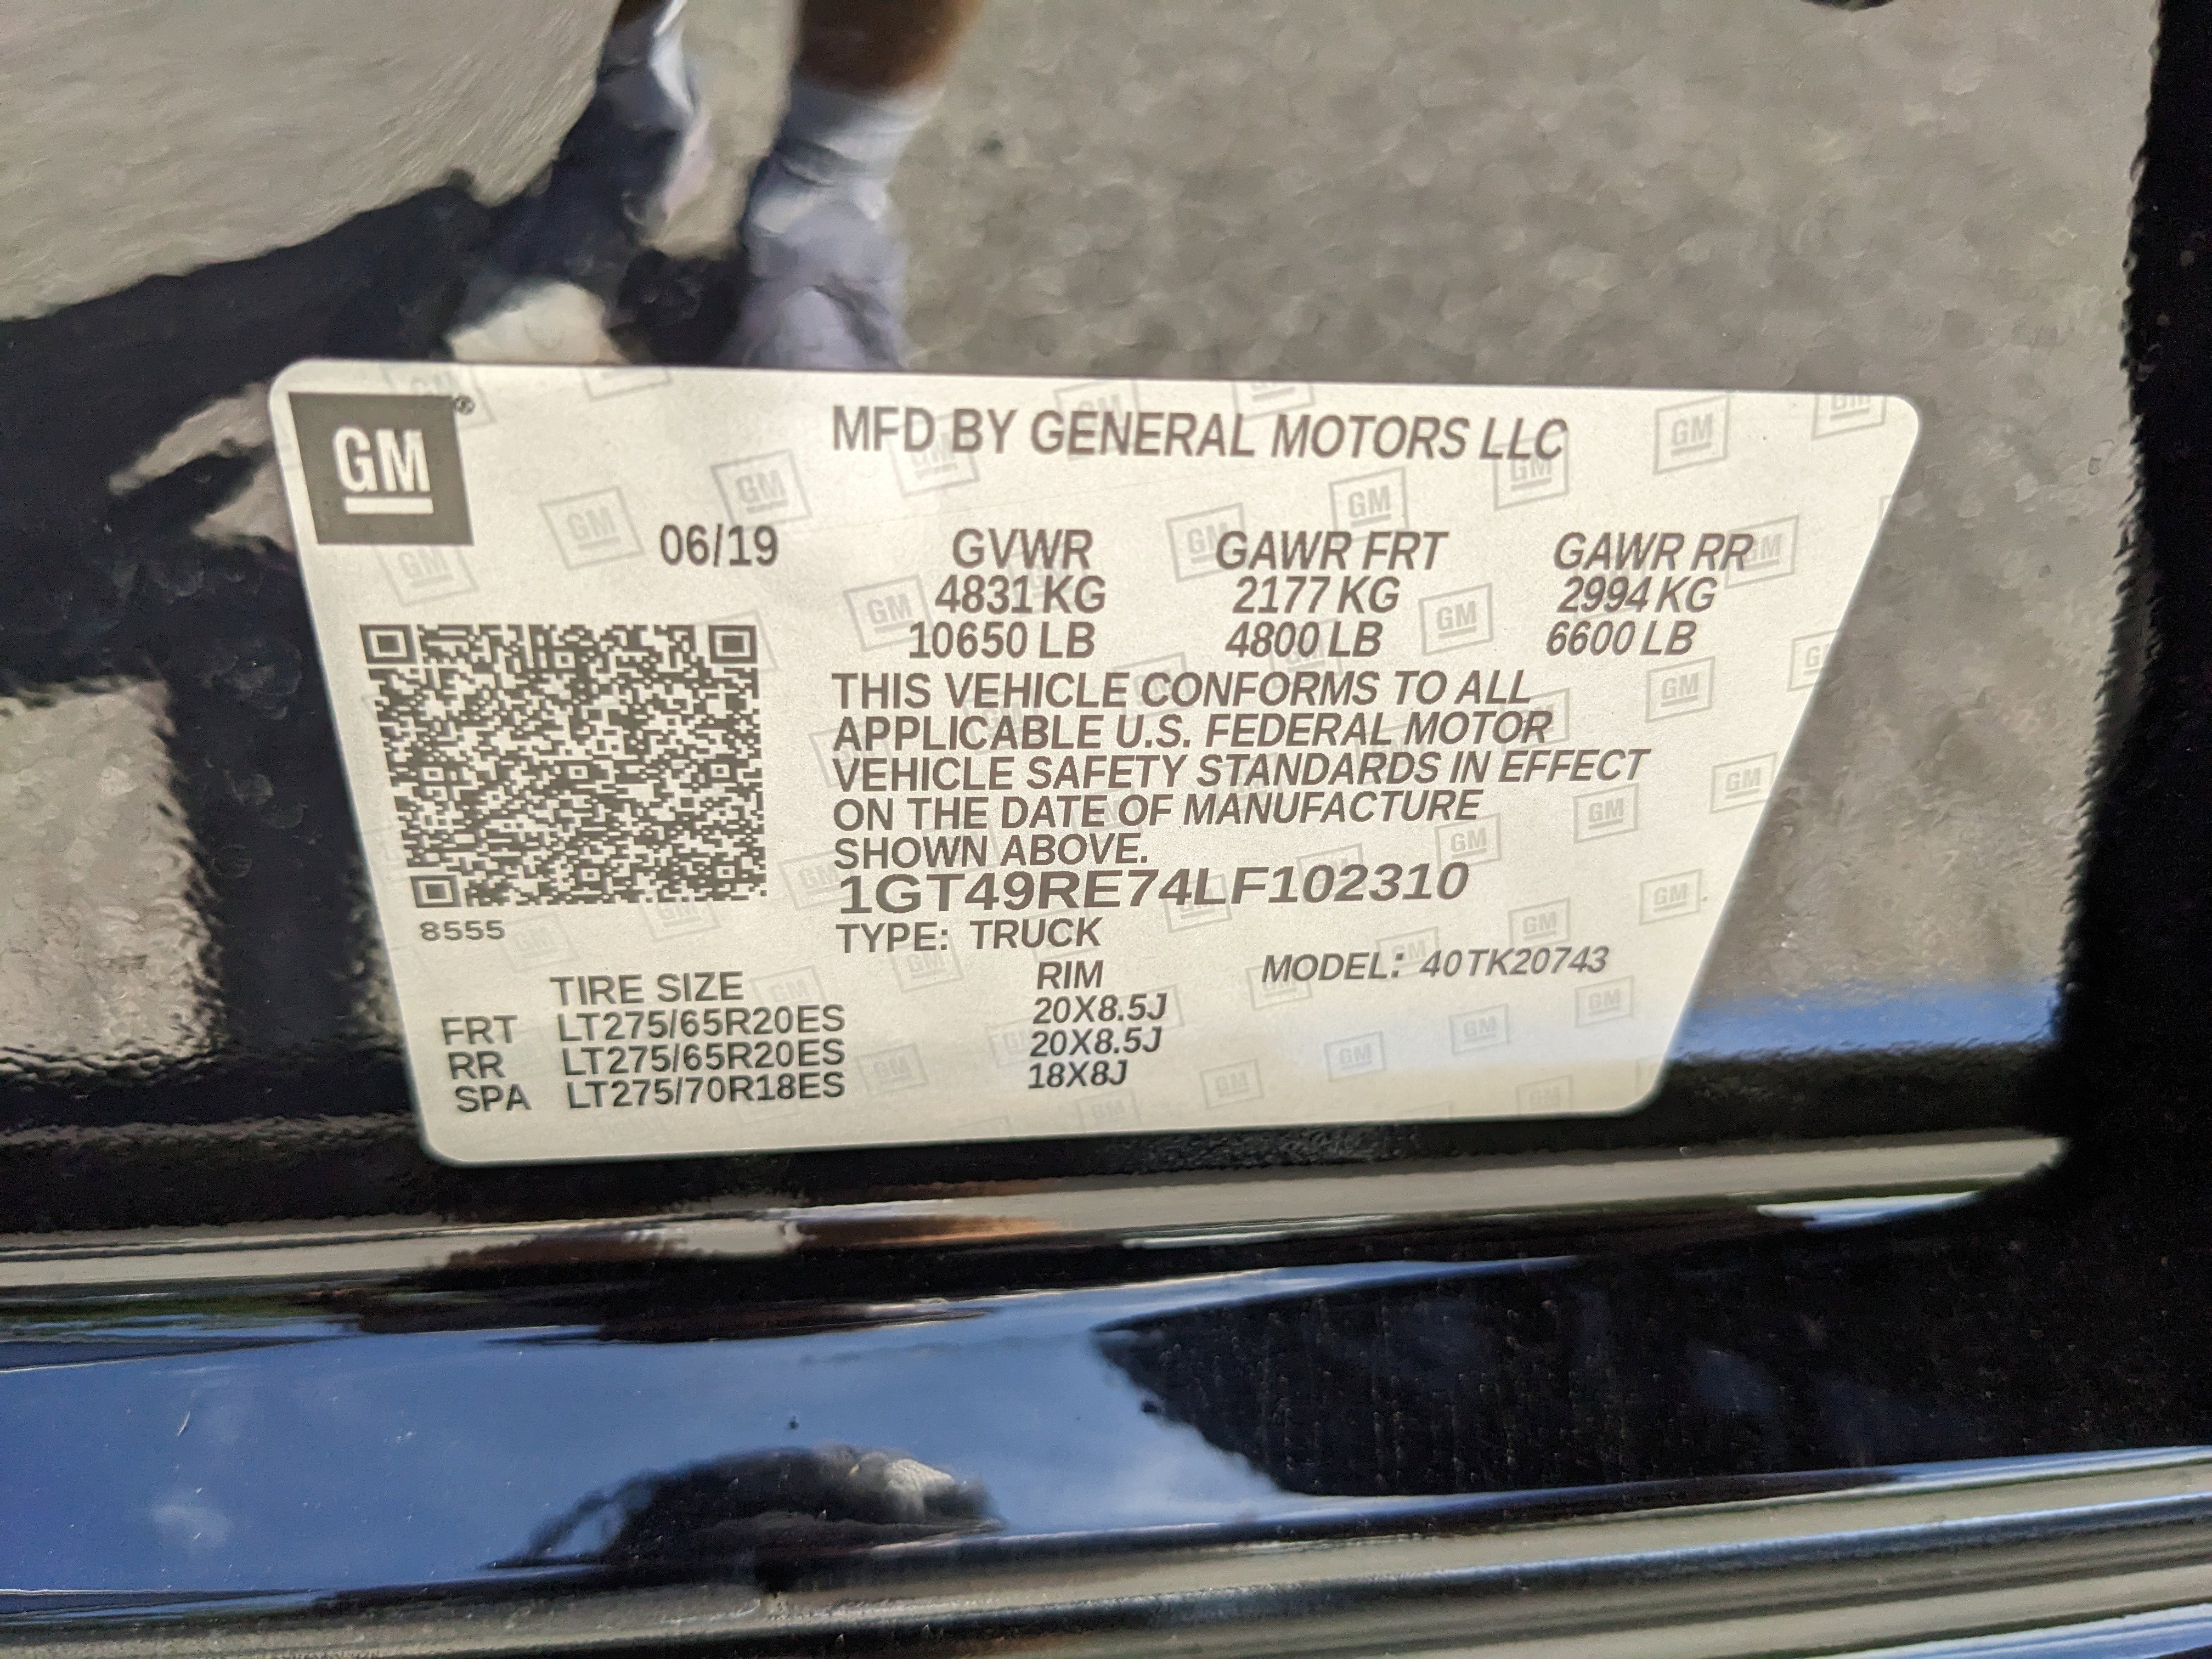 GM®
MFD BY GENERAL MOTORS LLC
06/19 GVWR GAWR FRT GAWR RR
4831 KG 2177 KG 2994 KG
10650 LB 4800 LB 6600 LB
THIS VEHICLE CONFORMS TO ALL
APPLICABLE U.S. FEDERAL MOTOR
VEHICLE SAFETY STANDARDS IN EFFECT
ON THE DATE OF MANUFACTURE
SHOWN ABOVE.
1GT49RE74LF102310
8555
TYPE: TRUCK
MODEL: 40TK20743
TIRE SIZE RIM
FRT LT275/65R20ES 20X8.5J
RR LT275/65R20ES 20X8.5J
SPA LT275/70R18ES 18X8J